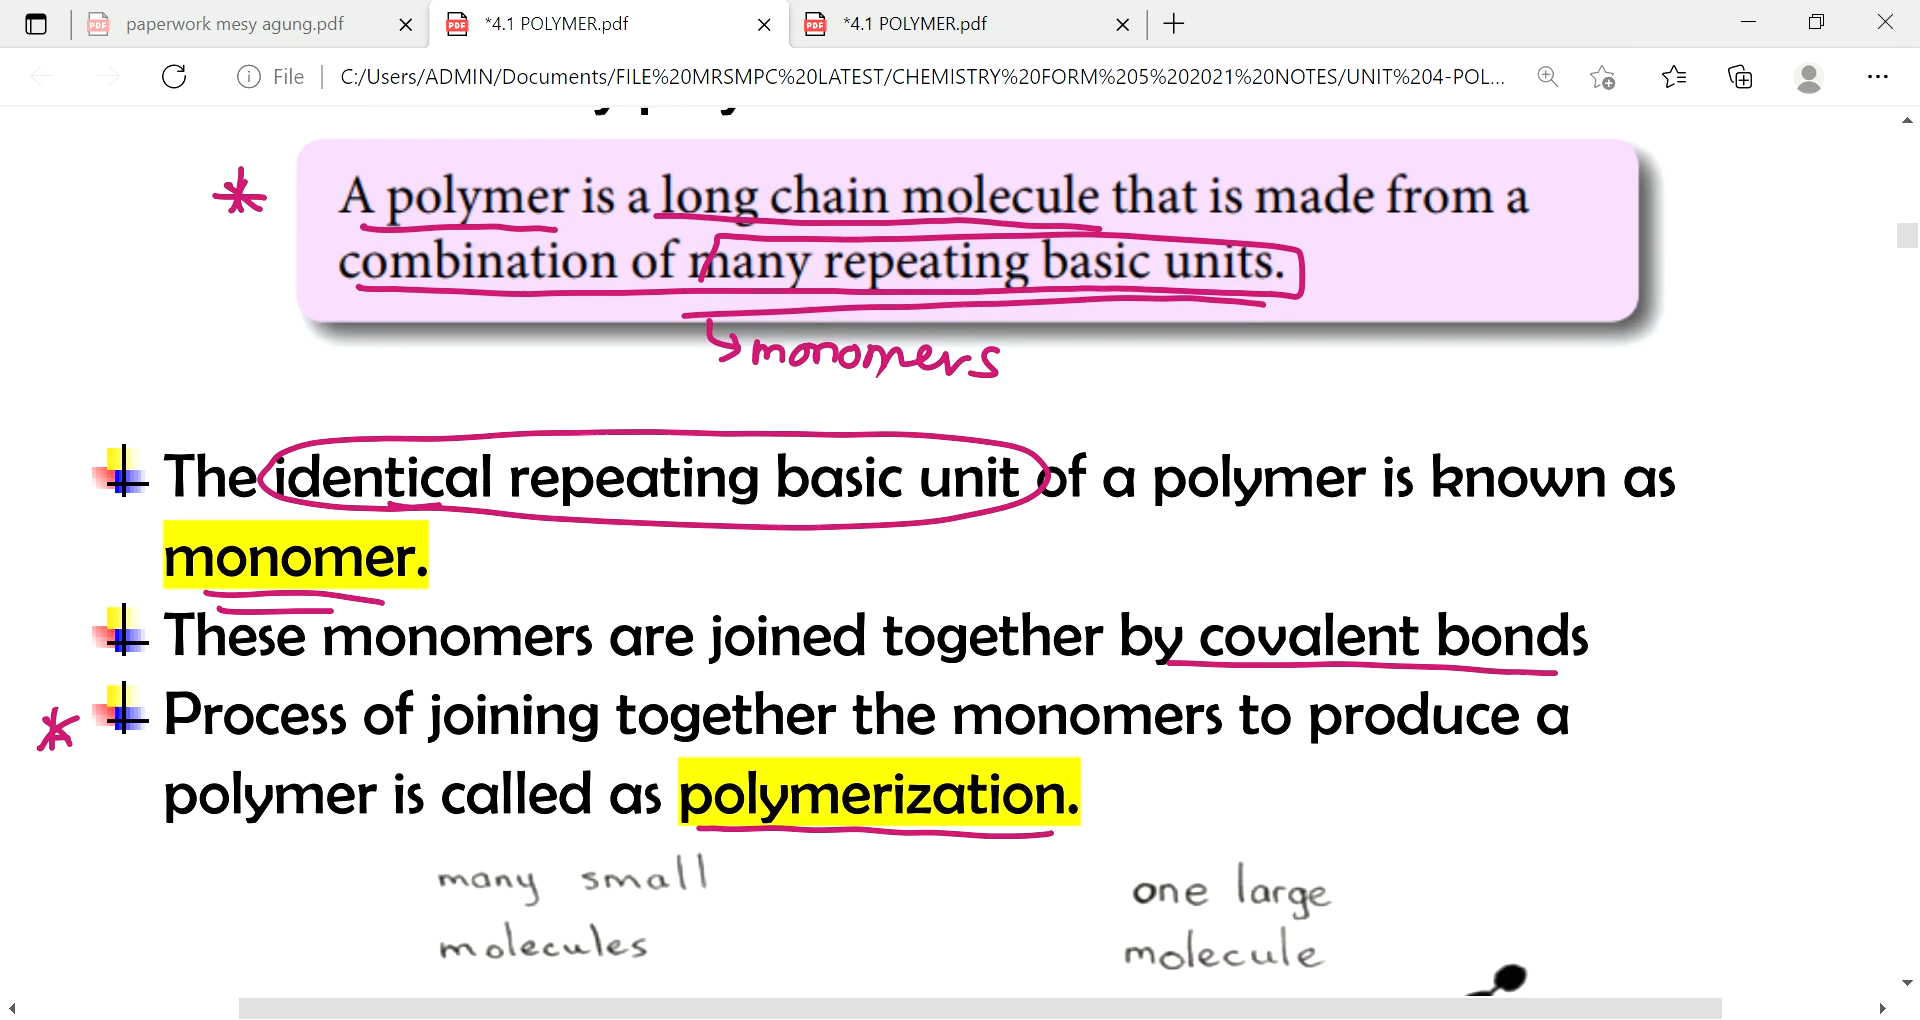 paperwork mesy agung.pdf
*4.1 POLYMER.pdf
*4.1 POLYMER.pdf
File
C:/Users/ADMIN/Documents/FILE%20MRSMPC%20LATEST/CHEMISTRY%20FORM%205%202021%20NOTES/UNIT%204-POL...
A polymer is a long chain molecule that is made from a
combination of many repeating basic units.
monomers
The identical repeating basic unit of a polymer is known as
monomer.
These monomers are joined together by covalent bonds
Process of joining together the monomers to produce a
polymer is called as polymerization.
many small
molecules
one large
molecule